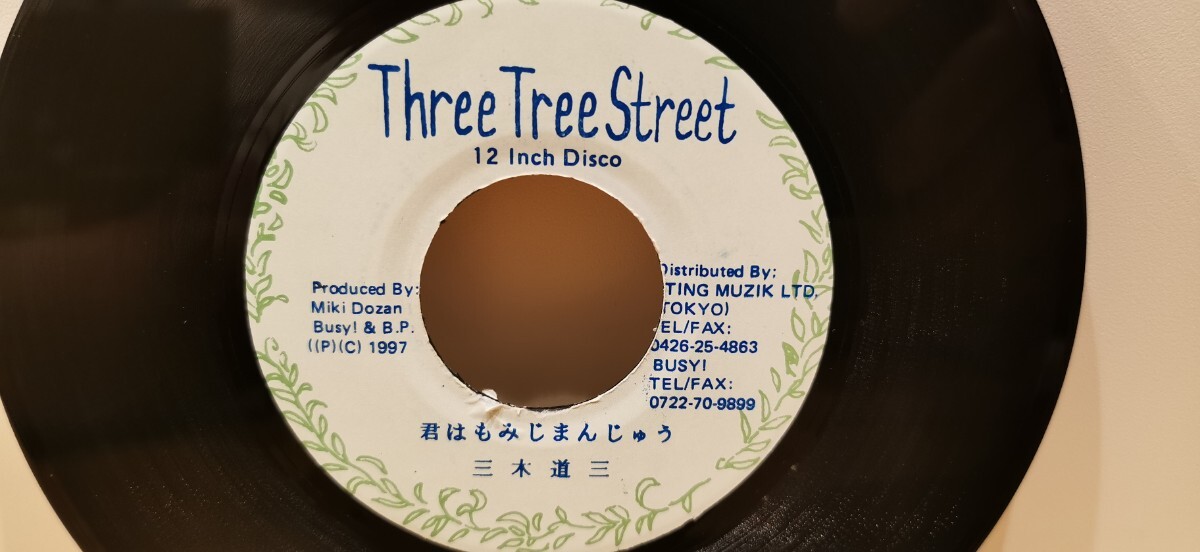 Three Tree Street
12 Inch Disco
Produced By:
Miki Dozan
Busy! & B.P.
((P)(C) 1997
Distributed By:
TING MUZIK LTD.
TOKYO)
EL/FAX:
0426-25-4863
BUSY!
TEL/FAX:
0722-70-9899
君はもみじまんじゅう
三木道三